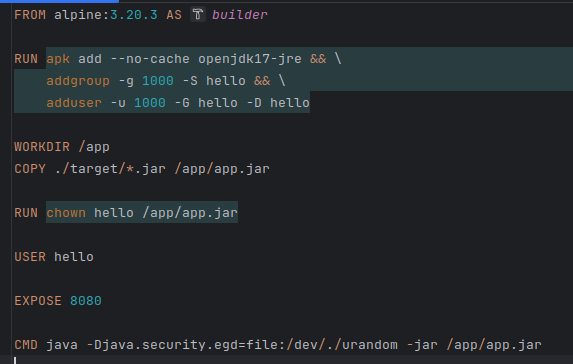 FROM alpine:3.20.3 AS builder
RUN apk add --no-cache openjdk17-jre && \
addgroup -g 1000 -S hello && \
adduser -u 1000 -G hello -D hello
WORKDIR /app
COPY ./target/*.jar /app/app.jar
RUN chown hello /app/app.jar
USER hello
EXPOSE 8080
CMD java -Djava.security.egd=file:/dev/./urandom -jar /app/app.jar